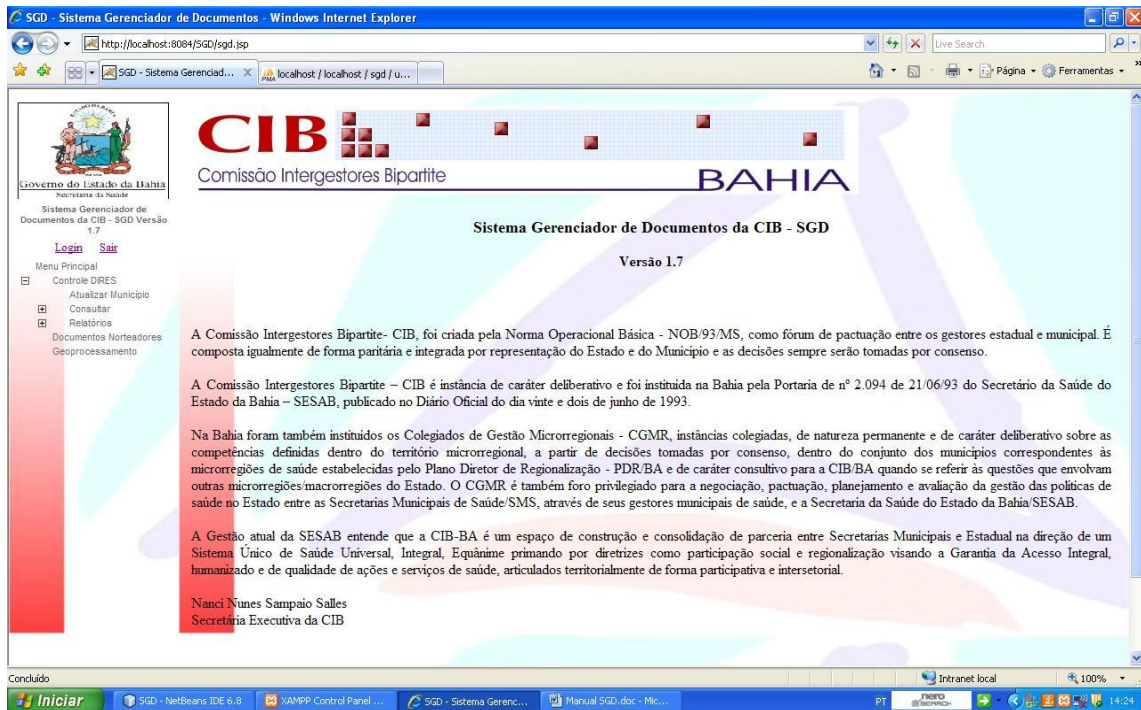 SGD - Sistema Gerenciador de Documentos - Windows Internet Explorer
http://localhost:8084/SGD/sgd.jsp
Live Search
SGD - Sistema Gerenciad...
localhost / localhost / sgd / u...
Página
Ferramentas
Governo do Estado da Bahia
Secretaria da Saúde
Sistema Gerenciador de
Documentos da CIB - SGD Versão
1.7
Login Sair
Menu Principal
Controle DIRES
Atualizar Município
Consultar
Relatórios
Documentos Norteadores
Geoprocessamento
CIB
Comissão Intergestores Bipartite
BAHIA
Sistema Gerenciador de Documentos da CIB - SGD
Versão 1.7
A Comissão Intergestores Bipartite- CIB, foi criada pela Norma Operacional Básica - NOB/93/MS, como fórum de pactuação entre os gestores estadual e municipal. É
composta igualmente de forma paritária e integrada por representação do Estado e do Município e as decisões sempre serão tomadas por consenso.
A Comissão Intergestores Bipartite – CIB é instância de caráter deliberativo e foi instituída na Bahia pela Portaria de nº 2.094 de 21/06/93 do Secretário da Saúde do
Estado da Bahia – SESAB, publicado no Diário Oficial do dia vinte e dois de junho de 1993.
Na Bahia foram também instituídos os Colegiados de Gestão Microrregionais - CGMR, instâncias colegiadas, de natureza permanente e de caráter deliberativo sobre as
competências definidas dentro do território microrregional, a partir de decisões tomadas por consenso, dentro do conjunto dos municípios correspondentes às
microrregiões de saúde estabelecidas pelo Plano Diretor de Regionalização - PDR/BA e de caráter consultivo para a CIB/BA quando se referir às questões que envolvam
outras microrregiões/macrorregiões do Estado. O CGMR é também foro privilegiado para a negociação, pactuação, planejamento e avaliação da gestão das políticas de
saúde no Estado entre as Secretarias Municipais de Saúde/SMS, através de seus gestores municipais de saúde, e a Secretaria da Saúde do Estado da Bahia/SESAB.
A Gestão atual da SESAB entende que a CIB-BA é um espaço de construção e consolidação de parceria entre Secretarias Municipais e Estadual na direção de um
Sistema Único de Saúde Universal, Integral, Equânime primando por diretrizes como participação social e regionalização visando a Garantia da Acesso Integral,
humanizado e de qualidade de ações e serviços de saúde, articulados territorialmente de forma participativa e intersetorial.
Nanci Nunes Sampaio Salles
Secretária Executiva da CIB
Concluído
Intranet local
100%
Iniciar
SGD - NetBeans IDE 6.8
XAMPP Control Panel ...
SGD - Sistema Gerenc...
Manual SGD.doc - Mic...
PT
nero
SEARCH
14:24